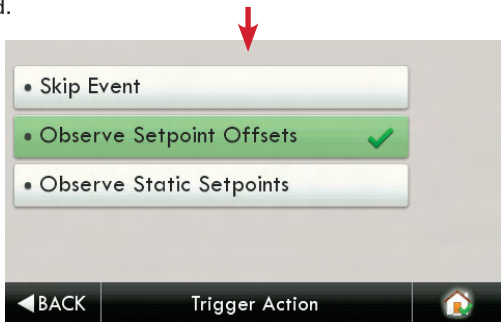 d.
• Skip Event
• Observe Setpoint Offsets
• Observe Static Setpoints
BACK Trigger Action